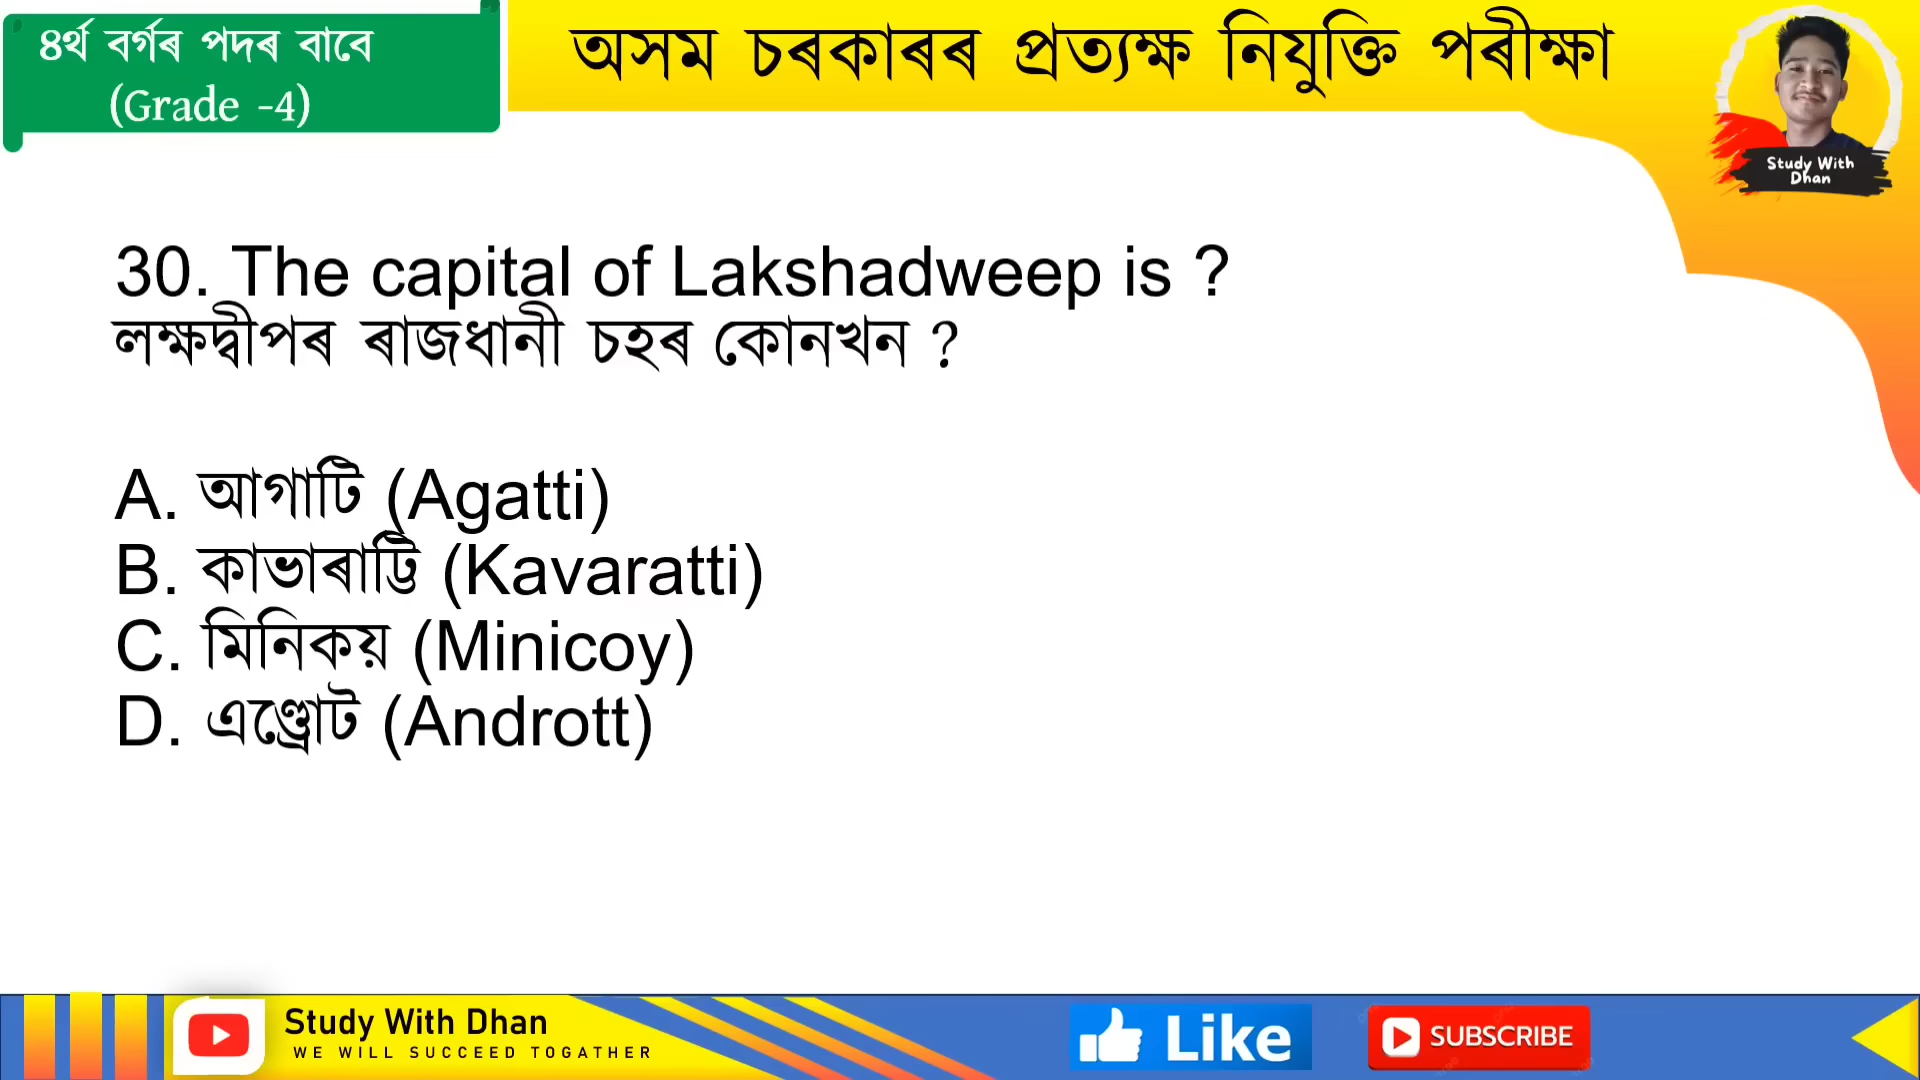 ৪ৰ্থ বৰ্গৰ পদৰ বাবে
(Grade -4)
অসম চৰকাৰৰ প্ৰত্যক্ষ নিযুক্তি পৰীক্ষা
Study With
Dhan
30. The capital of Lakshadweep is ?
লক্ষদ্বীপৰ ৰাজধানী চহৰ কোনখন ?
A. আগাটি (Agatti)
B. কাভাৰাট্টি (Kavaratti)
C. মিনিকয় (Minicoy)
D. এণ্ড্ৰোট (Andrott)
Study With Dhan
WE WILL SUCCEED TOGATHER
Like
SUBSCRIBE